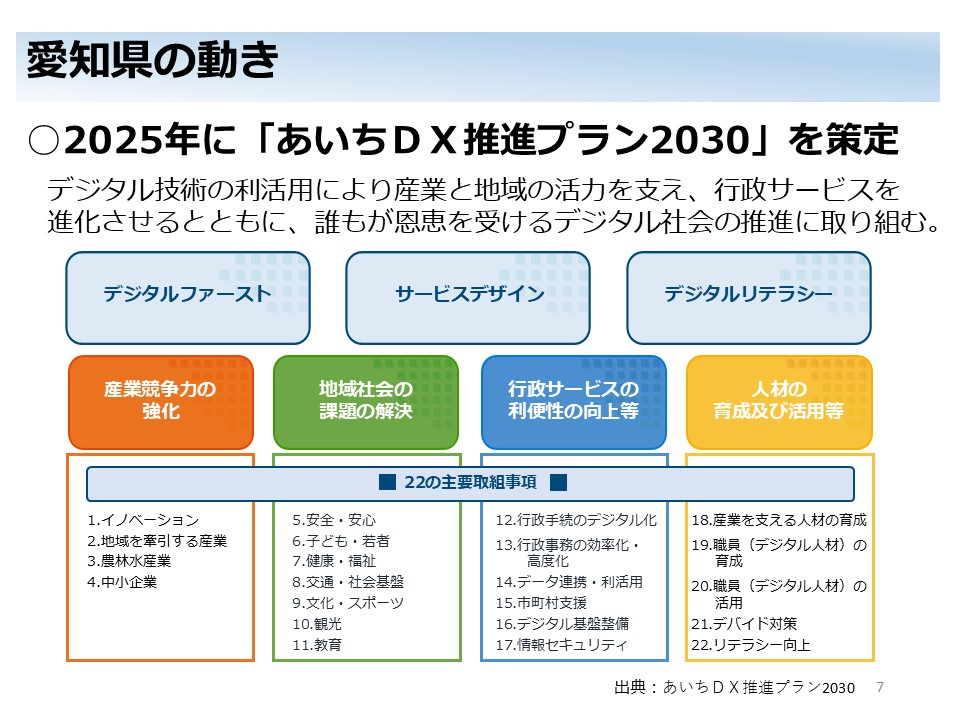 愛知県の動き
○2025年に「あいちＤＸ推進プラン2030」を策定
デジタル技術の利活用により産業と地域の活力を支え、行政サービスを
進化させるとともに、誰もが恩恵を受けるデジタル社会の推進に取り組む。
デジタルファースト
サービスデザイン
デジタルリテラシー
産業競争力の
強化
地域社会の
課題の解決
行政サービスの
利便性の向上等
人材の
育成及び活用等
■ 22の主要取組事項 ■
1.イノベーション
2.地域を牽引する産業
3.農林水産業
4.中小企業
5.安全・安心
6.子ども・若者
7.健康・福祉
8.交通・社会基盤
9.文化・スポーツ
10.観光
11.教育
12.行政手続のデジタル化
13.行政事務の効率化・
高度化
14.データ連携・利活用
15.市町村支援
16.デジタル基盤整備
17.情報セキュリティ
18.産業を支える人材の育成
19.職員（デジタル人材）の
育成
20.職員（デジタル人材）の
活用
21.デバイド対策
22.リテラシー向上
出典：あいちＤＸ推進プラン2030
7